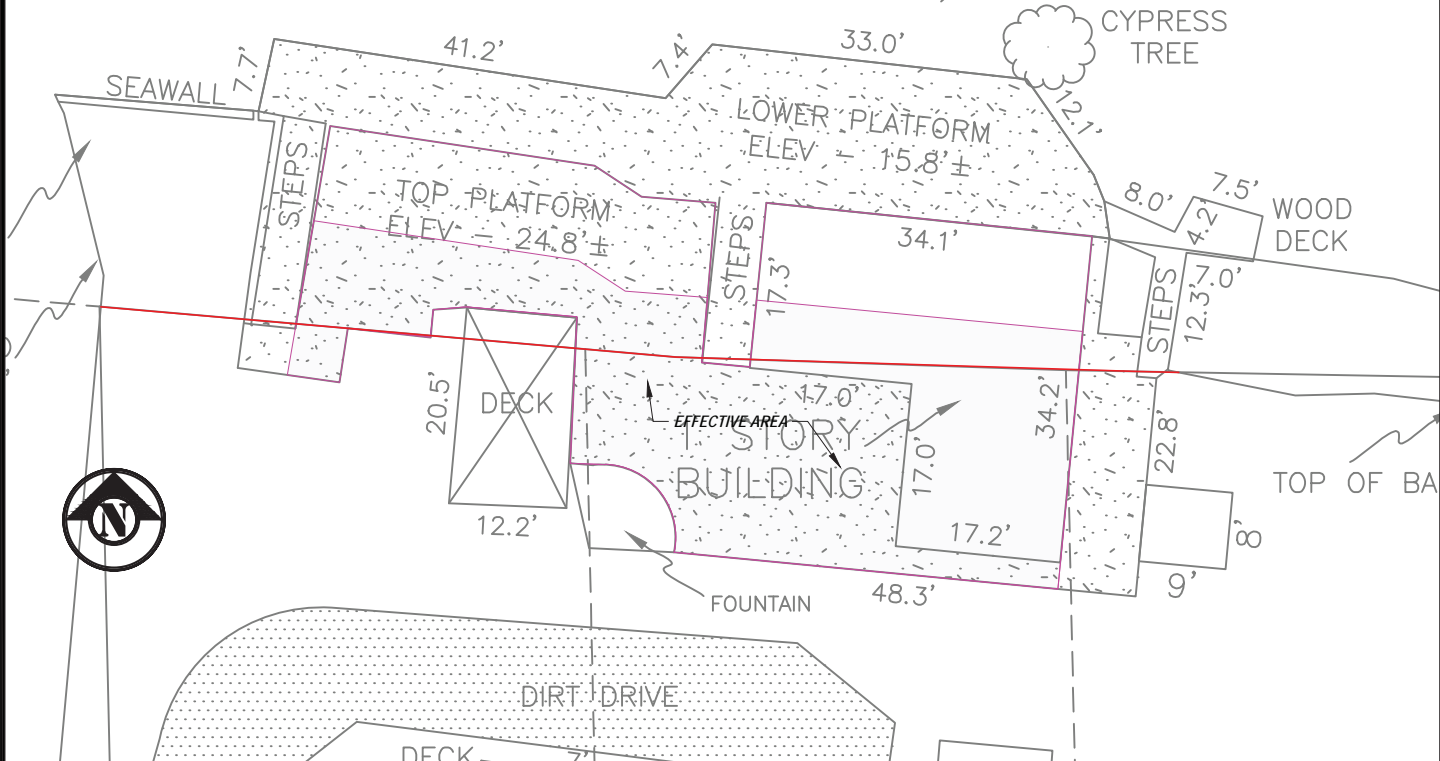 CYPRESS
TREE
41.2'
33.0'
7.4'
7.7'
SEAWALL
12.1'
LOWER PLATFORM
ELEV - 15.8'±
STEPS
TOP PLATFORM
ELEV - 24.8'±
8.0'
7.5'
4.2'
WOOD
DECK
34.1'
STEPS
17.3'
STEPS
7.0'
12.3'
20.5'
DECK
17.0'
EFFECTIVE AREA
1 STORY
BUILDING
17.0'
34.2'
22.8'
TOP OF BA
N
12.2'
17.2'
8'
9'
48.3'
FOUNTAIN
DIRT DRIVE
DECK
7'